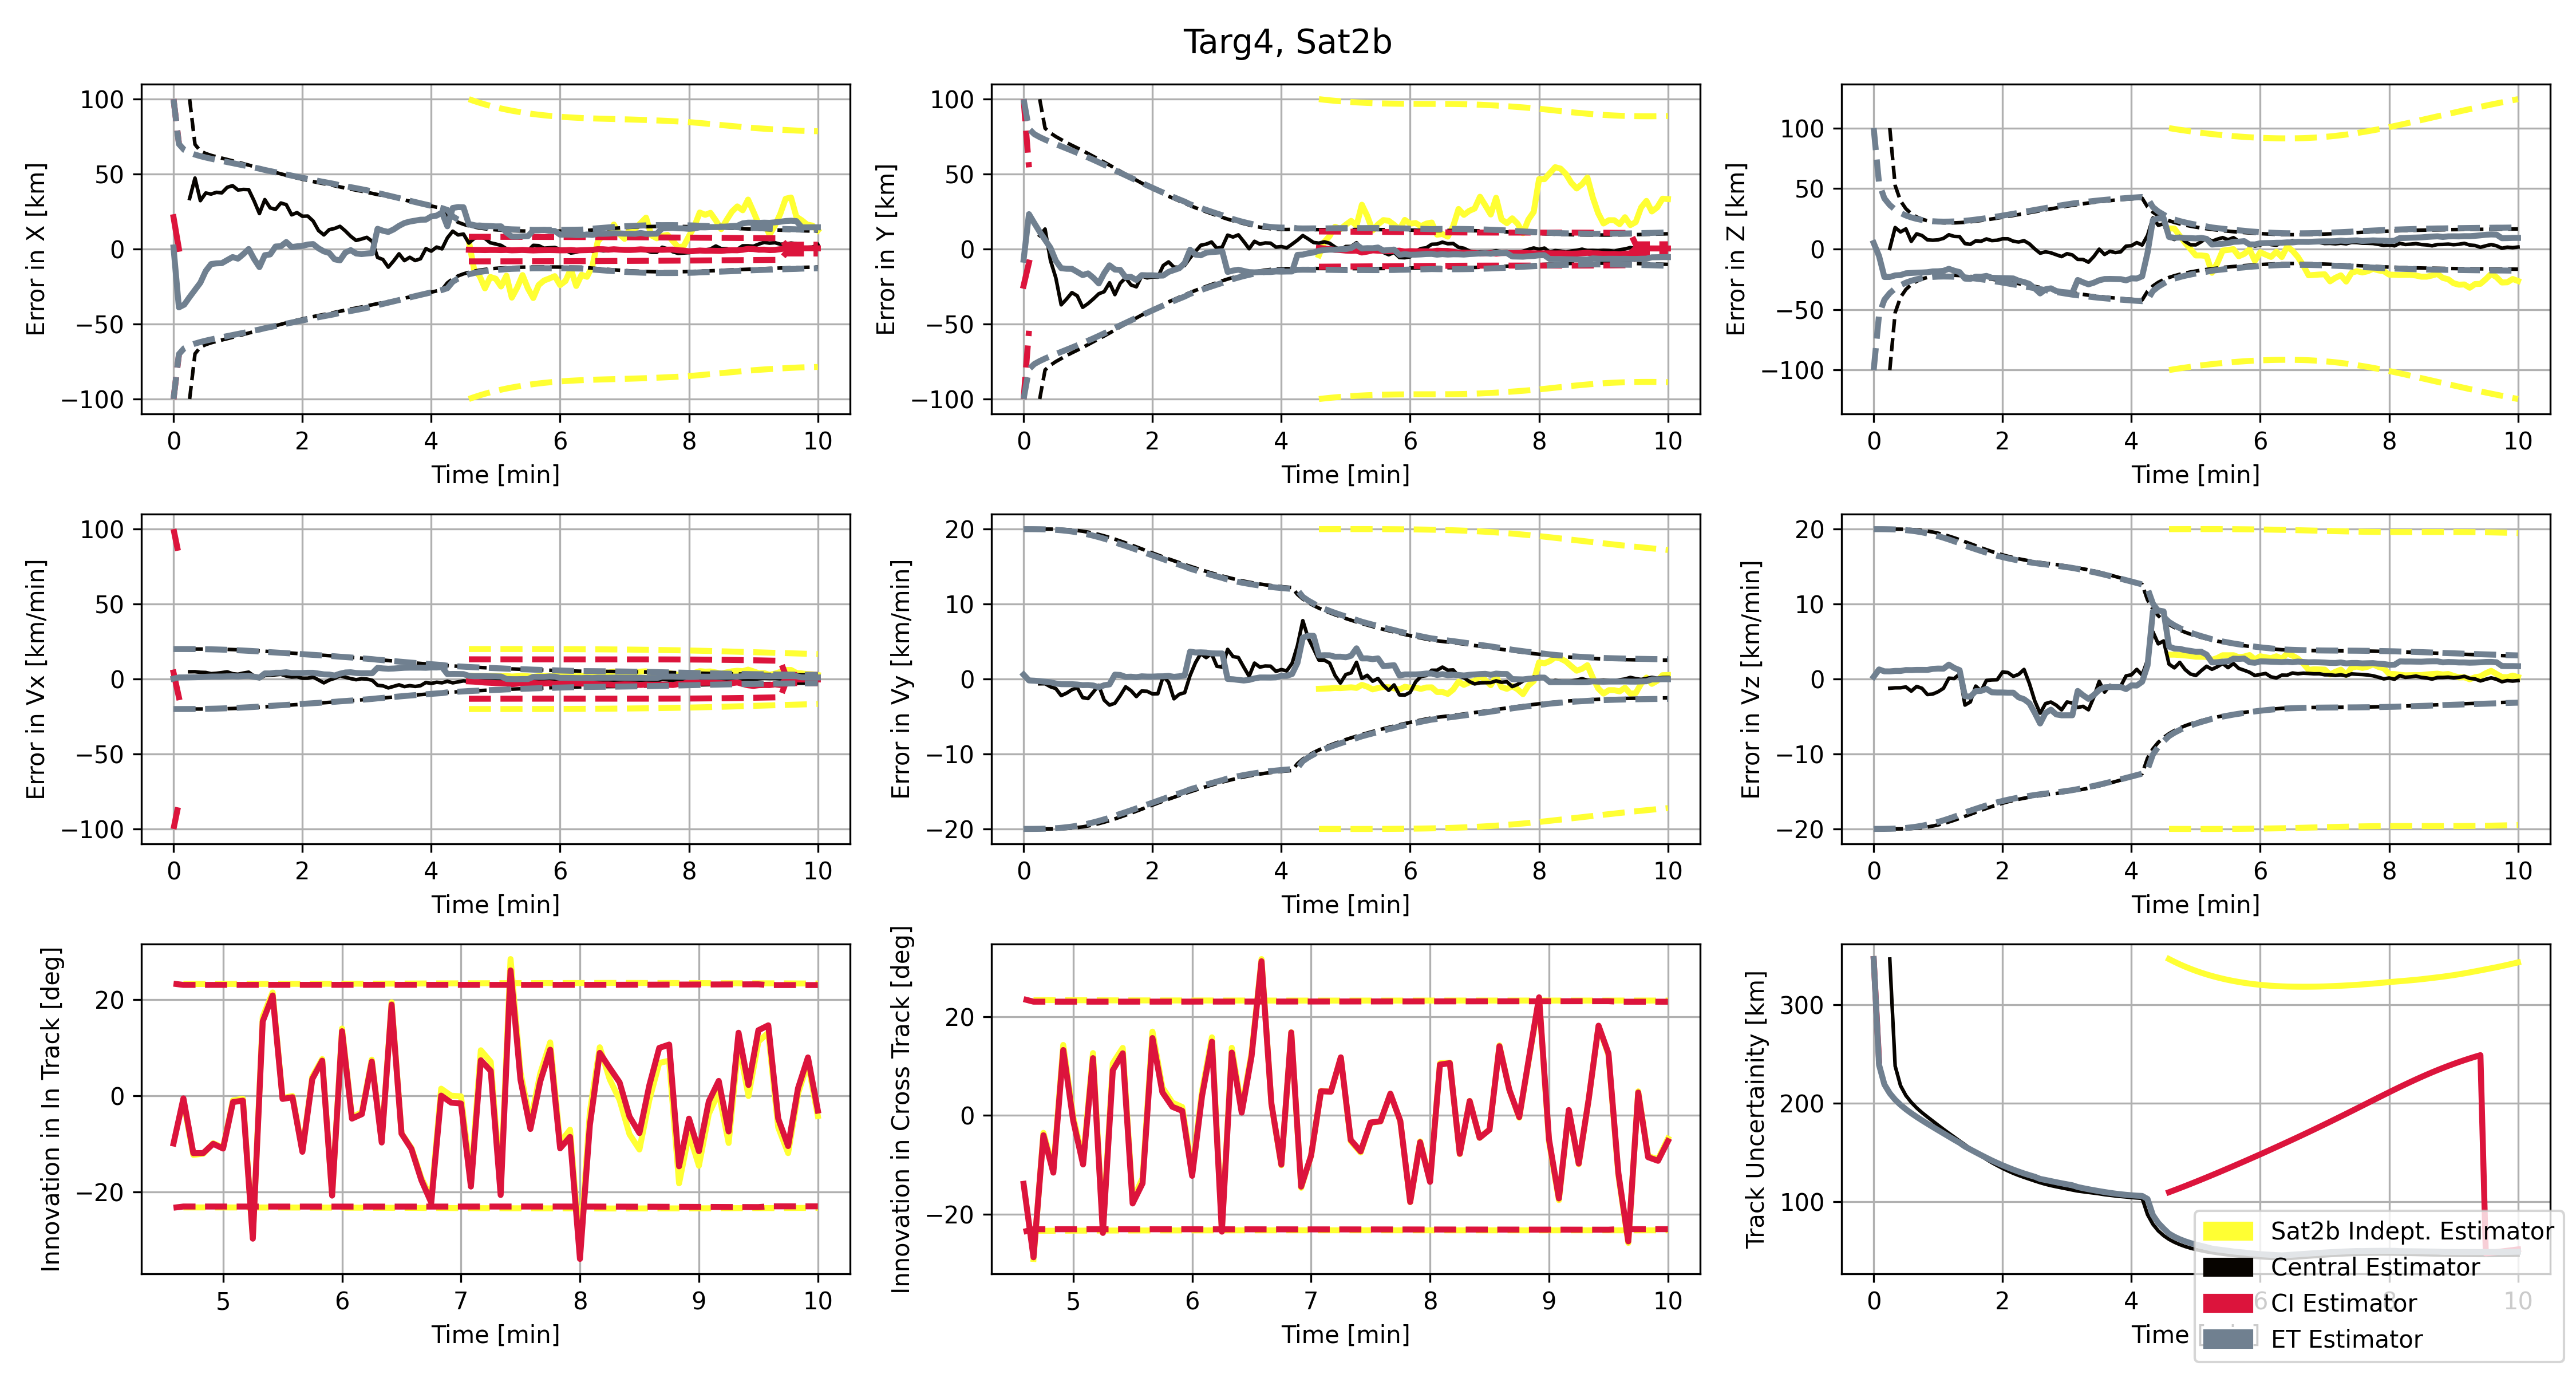 Targ4, Sat2b
Error in X [km]
100
50
0
−50
−100
0 2 4 6 8 10
Time [min]
Error in Y [km]
100
50
0
−50
−100
0 2 4 6 8 10
Time [min]
Error in Z [km]
100
50
0
−50
−100
0 2 4 6 8 10
Time [min]
Error in Vx [km/min]
100
50
0
−50
−100
0 2 4 6 8 10
Time [min]
Error in Vy [km/min]
20
10
0
−10
−20
0 2 4 6 8 10
Time [min]
Error in Vz [km/min]
20
10
0
−10
−20
0 2 4 6 8 10
Time [min]
Innovation in In Track [deg]
20
0
−20
5 6 7 8 9 10
Time [min]
Innovation in Cross Track [deg]
20
0
−20
5 6 7 8 9 10
Time [min]
Track Uncertainity [km]
300
200
100
0 2 4 6 8 10
Time [min]
Sat2b Indept. Estimator
Central Estimator
CI Estimator
ET Estimator